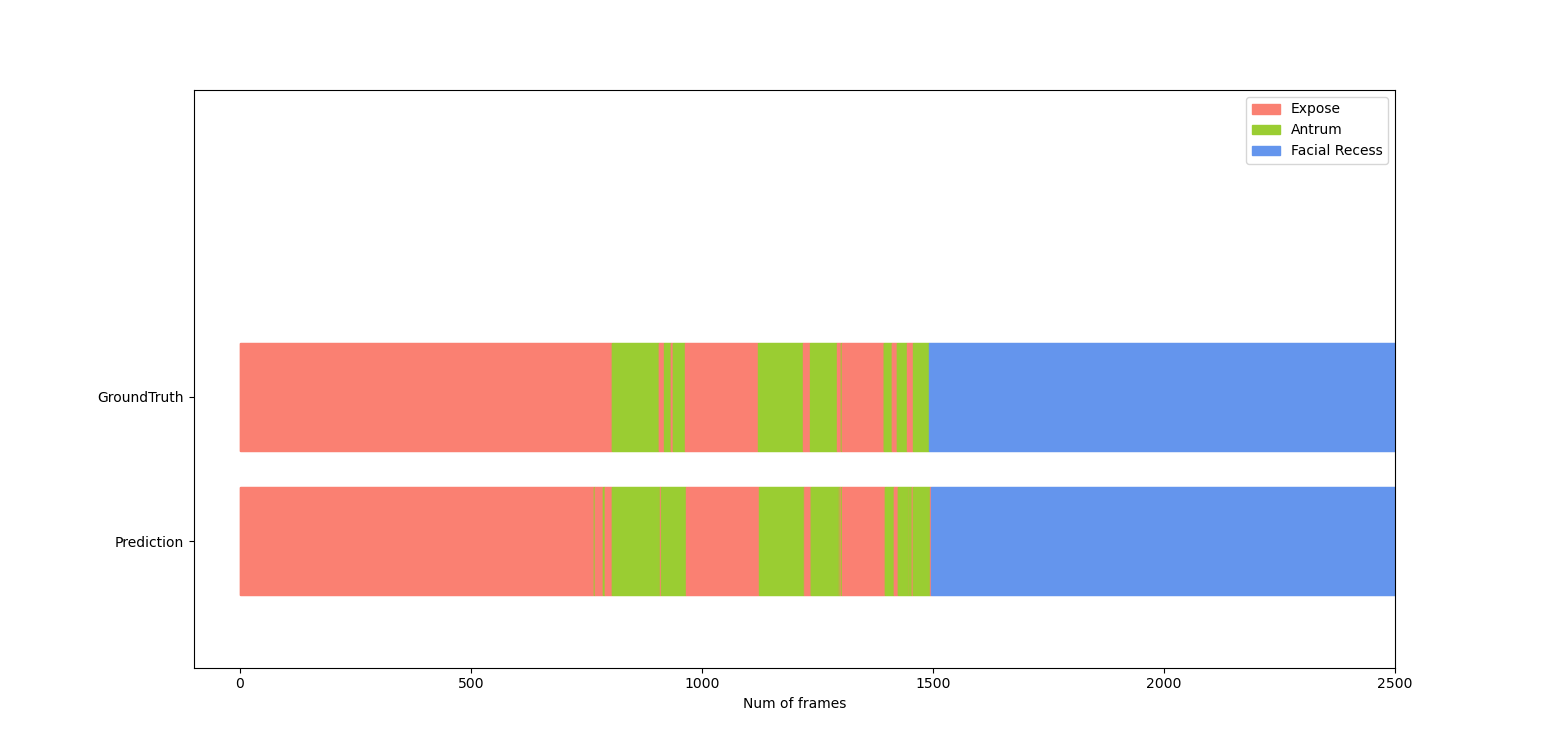 Expose
Antrum
Facial Recess
GroundTruth
Prediction
0 500 1000 1500 2000 2500
Num of frames